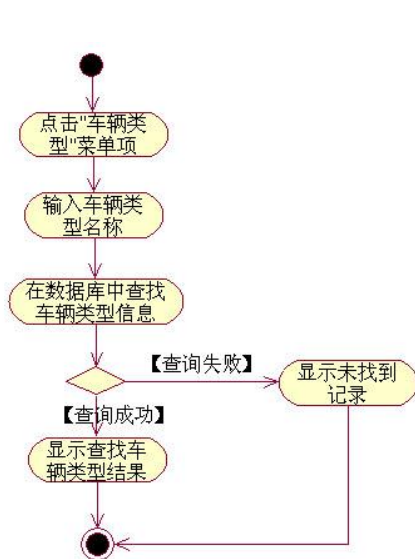 点击"车辆类
型"菜单项
输入车辆类
型名称
在数据库中查找
车辆类型信息
【查询失败】
显示未找到
记录
【查询成功】
显示查找车
辆类型结果